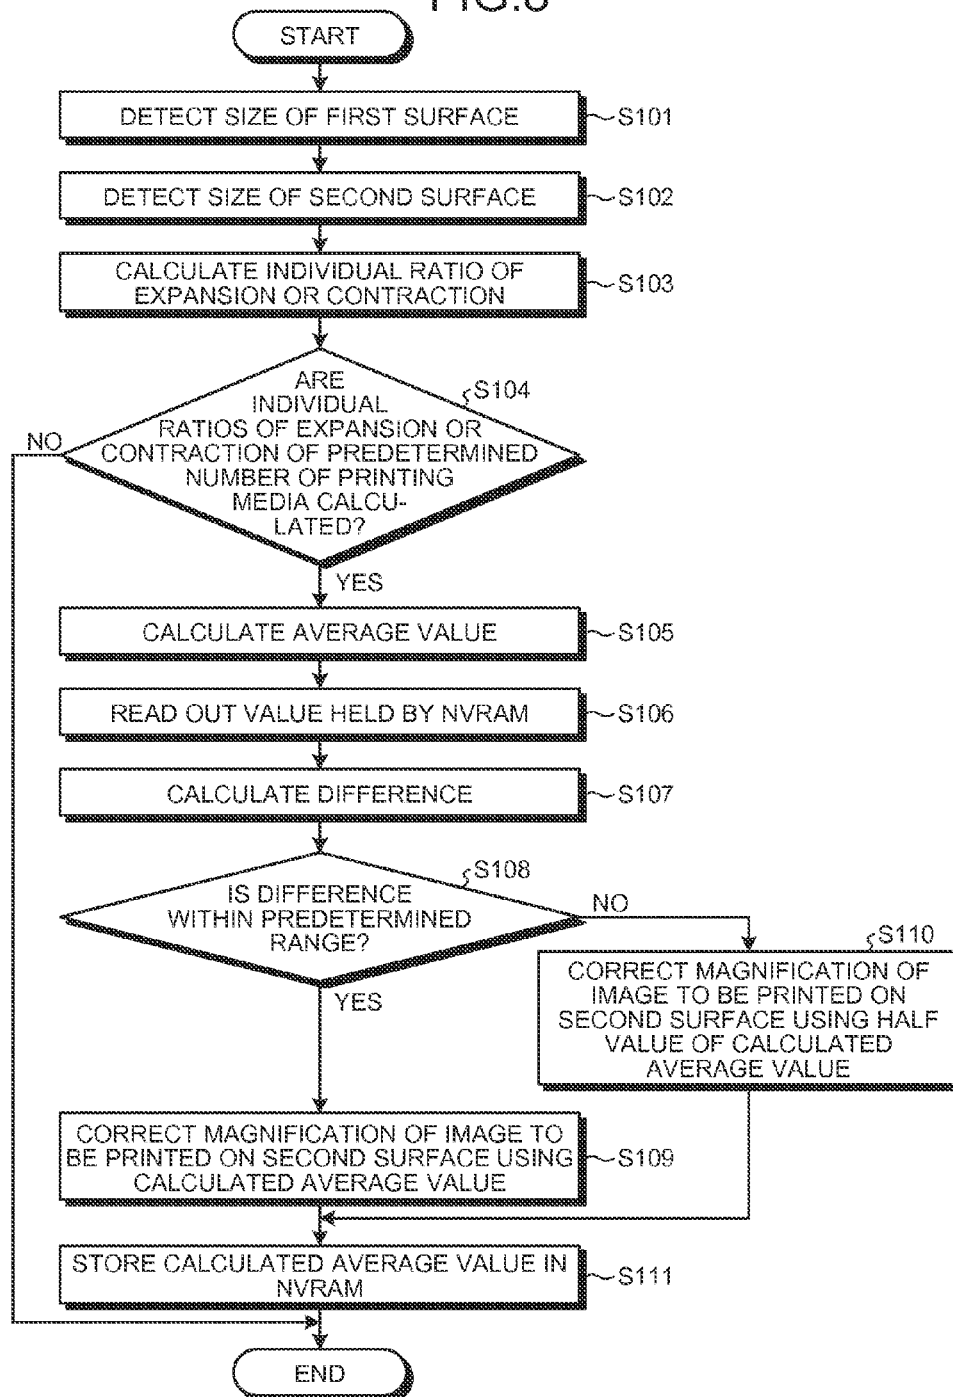 START
DETECT SIZE OF FIRST SURFACE
S101
DETECT SIZE OF SECOND SURFACE
S102
CALCULATE INDIVIDUAL RATIO OF
EXPANSION OR CONTRACTION
S103
ARE
INDIVIDUAL
RATIOS OF EXPANSION OR
CONTRACTION OF PREDETERMINED
NUMBER OF PRINTING
MEDIA CALCU-
LATED?
S104
NO
YES
CALCULATE AVERAGE VALUE
S105
READ OUT VALUE HELD BY NVRAM
S106
CALCULATE DIFFERENCE
S107
IS DIFFERENCE
WITHIN PREDETERMINED
RANGE?
S108
NO
YES
S110
CORRECT MAGNIFICATION OF
IMAGE TO BE PRINTED ON
SECOND SURFACE USING HALF
VALUE OF CALCULATED
AVERAGE VALUE
CORRECT MAGNIFICATION OF IMAGE TO
BE PRINTED ON SECOND SURFACE USING
CALCULATED AVERAGE VALUE
S109
STORE CALCULATED AVERAGE VALUE IN
NVRAM
S111
END